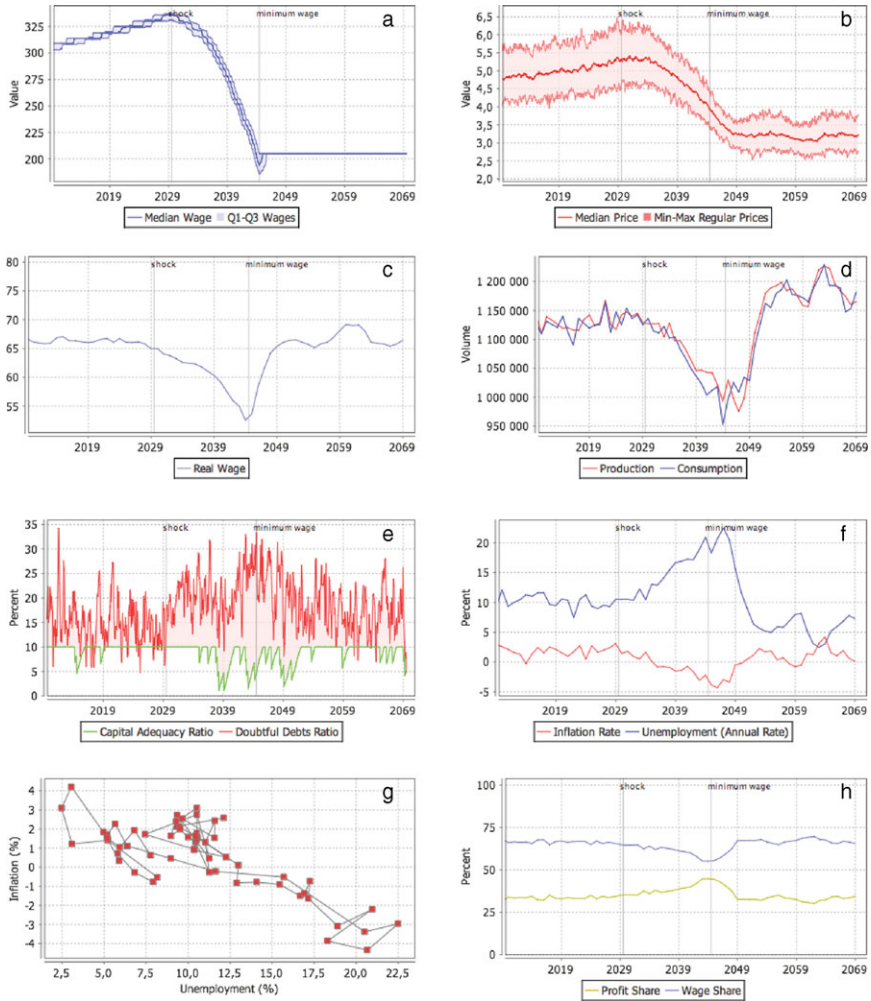 a
shock
minimum wage
325
300
275
250
225
200
Value
2019 2029 2039 2049 2059 2069
Median Wage Q1-Q3 Wages
b
shock
minimum wage
6,5
6,0
5,5
5,0
4,5
4,0
3,5
3,0
2,5
2,0
Value
2019 2029 2039 2049 2059 2069
Median Price Min-Max Regular Prices
c
shock
minimum wage
80
75
70
65
60
55
2019 2029 2039 2049 2059 2069
Real Wage
d
shock
minimum wage
1 200 000
1 150 000
1 100 000
1 050 000
1 000 000
950 000
Volume
2019 2029 2039 2049 2059 2069
Production Consumption
e
shock
minimum wage
35
30
25
20
15
10
5
0
Percent
2019 2029 2039 2049 2059 2069
Capital Adequacy Ratio Doubtful Debts Ratio
f
shock
minimum wage
20
15
10
5
0
-5
Percent
2019 2029 2039 2049 2059 2069
Inflation Rate Unemployment (Annual Rate)
g
4
3
2
1
0
-1
-2
-3
-4
Inflation (%)
2,5 5,0 7,5 10,0 12,5 15,0 17,5 20,0 22,5
Unemployment (%)
h
shock
minimum wage
100
75
50
25
0
Percent
2019 2029 2039 2049 2059 2069
Profit Share Wage Share